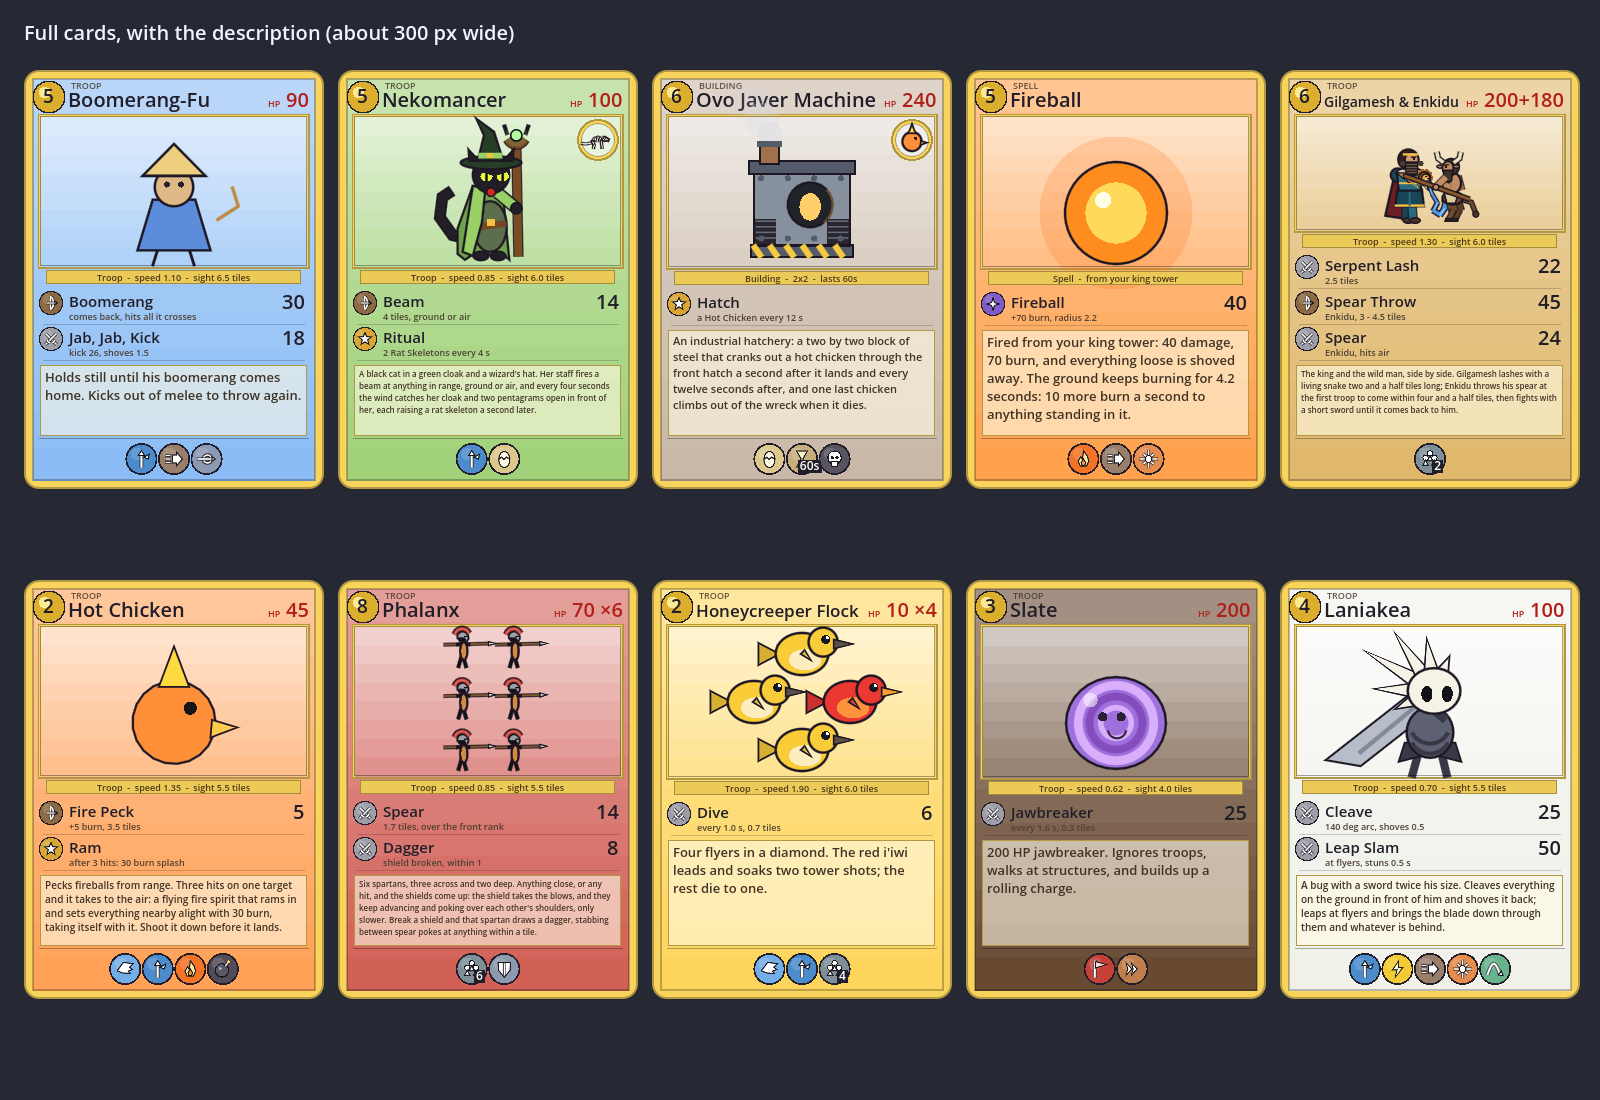 Full cards, with the description (about 300 px wide)
5
TROOP
Boomerang-Fu
HP 90
Troop - speed 1.10 - sight 6.5 tiles
Boomerang 30
comes back, hits all it crosses
Jab, Jab, Kick 18
kick 26, shoves 1.5
Holds still until his boomerang comes
home. Kicks out of melee to throw again.
5
TROOP
Nekomancer
HP 100
Troop - speed 0.85 - sight 6.0 tiles
Beam 14
4 tiles, ground or air
Ritual
2 Rat Skeletons every 4 s
A black cat in a green cloak and a wizard's hat. Her staff fires a
beam at anything in range, ground or air, and every four seconds
the wind catches her cloak and two pentagrams open in front of
her, each raising a rat skeleton a second later.
6
BUILDING
Ovo Javer Machine
HP 240
Building - 2x2 - lasts 60s
Hatch
a Hot Chicken every 12 s
An industrial hatchery: a two by two block of
steel that cranks out a hot chicken through the
front hatch a second after it lands and every
twelve seconds after, and one last chicken
climbs out of the wreck when it dies.
60s
5
SPELL
Fireball
Spell - from your king tower
Fireball 40
+70 burn, radius 2.2
Fired from your king tower: 40 damage,
70 burn, and everything loose is shoved
away. The ground keeps burning for 4.2
seconds: 10 more burn a second to
anything standing in it.
6
TROOP
Gilgamesh & Enkidu
HP 200+180
Troop - speed 1.30 - sight 6.0 tiles
Serpent Lash 22
2.5 tiles
Spear Throw 45
Enkidu, 3 - 4.5 tiles
Spear 24
Enkidu, hits air
The king and the wild man, side by side. Gilgamesh lashes with a
living snake two and a half tiles long; Enkidu throws his spear at
the first troop to come within four and a half tiles, then fights with
a short sword until it comes back to him.
2
2
TROOP
Hot Chicken
HP 45
Troop - speed 1.35 - sight 5.5 tiles
Fire Peck 5
+5 burn, 3.5 tiles
Ram
after 3 hits: 30 burn splash
Pecks fireballs from range. Three hits on one target
and it takes to the air: a flying fire spirit that rams in
and sets everything nearby alight with 30 burn,
taking itself with it. Shoot it down before it lands.
8
TROOP
Phalanx
HP 70 ×6
Troop - speed 0.85 - sight 5.5 tiles
Spear 14
1.7 tiles, over the front rank
Dagger 8
shield broken, within 1
Six spartans, three across and two deep. Anything close, or any
hit, and the shields come up: the shield takes the blows, and they
keep advancing and poking over each other's shoulders, only
slower. Break a shield and that spartan draws a dagger, stabbing
between spear pokes at anything within a tile.
6
2
TROOP
Honeycreeper Flock
HP 10 ×4
Troop - speed 1.90 - sight 6.0 tiles
Dive 6
every 1.0 s, 0.7 tiles
Four flyers in a diamond. The red i'iwi
leads and soaks two tower shots; the
rest die to one.
4
3
TROOP
Slate
HP 200
Troop - speed 0.62 - sight 4.0 tiles
Jawbreaker 25
every 1.6 s, 0.3 tiles
200 HP jawbreaker. Ignores troops,
walks at structures, and builds up a
rolling charge.
4
TROOP
Laniakea
HP 100
Troop - speed 0.70 - sight 5.5 tiles
Cleave 25
140 deg arc, shoves 0.5
Leap Slam 50
at flyers, stuns 0.5 s
A bug with a sword twice his size. Cleaves everything
on the ground in front of him and shoves it back;
leaps at flyers and brings the blade down through
them and whatever is behind.